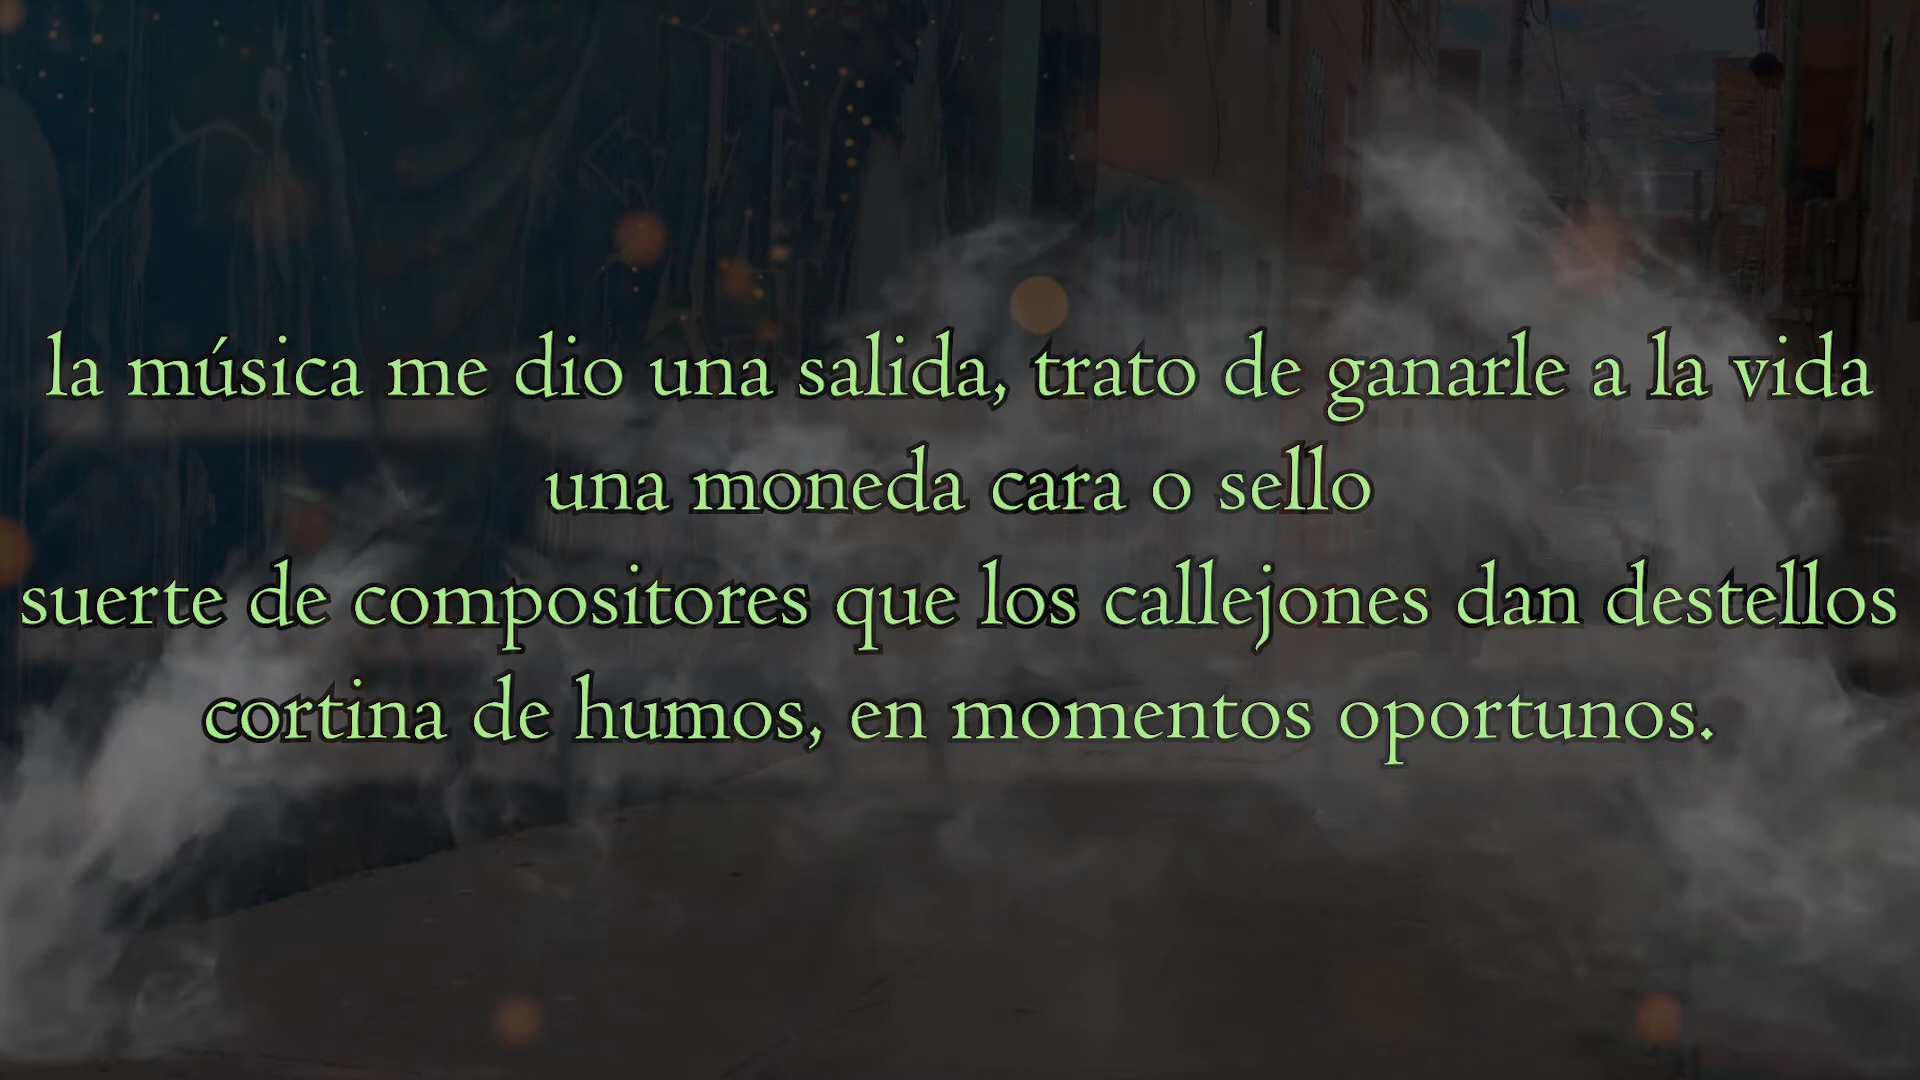 la música me dio una salida, trato de ganarle a la vida
una moneda cara o sello
suerte de compositores que los callejones dan destellos
cortina de humos, en momentos oportunos.